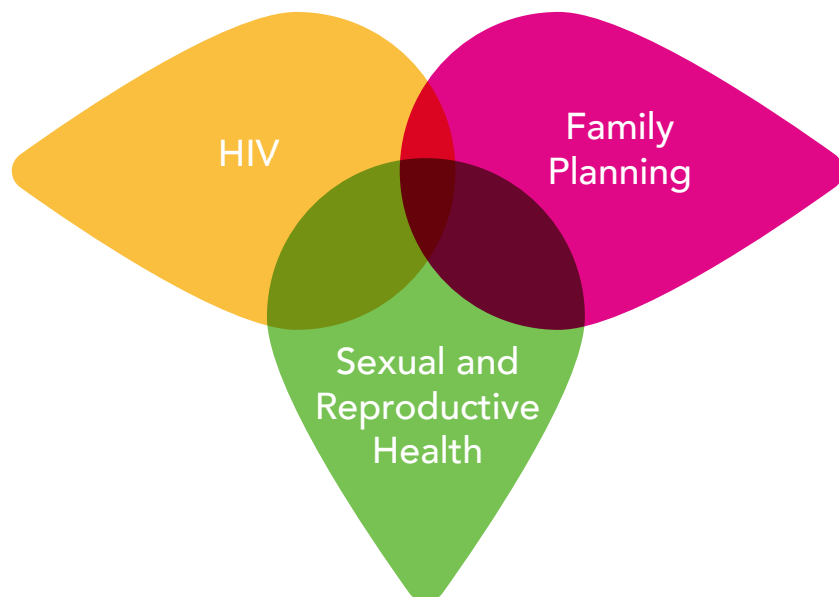 HIV
Family
Planning
Sexual and
Reproductive
Health